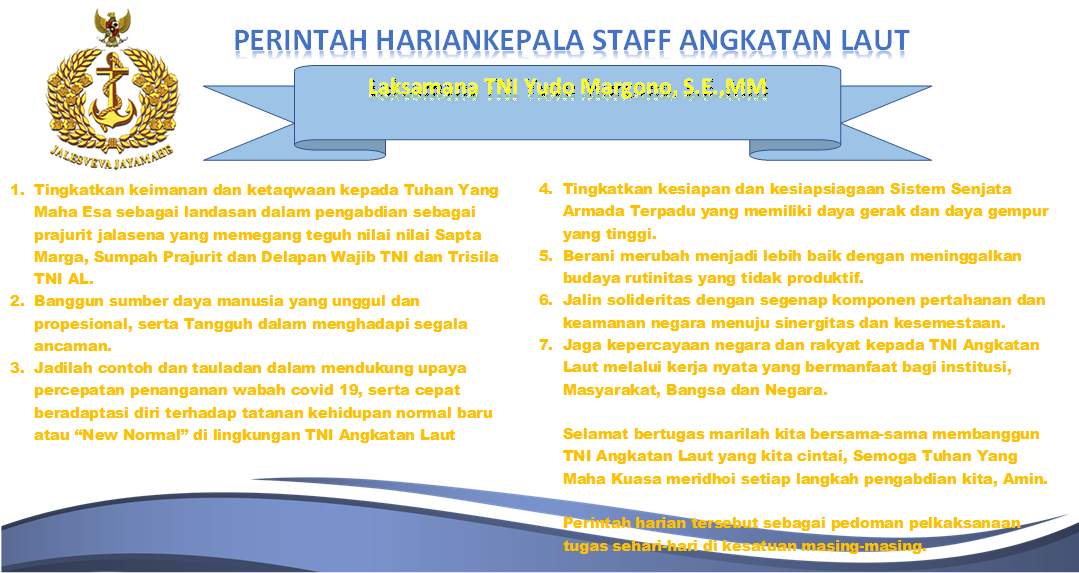 PERINTAH HARIANKEPALA STAFF ANGKATAN LAUT
Laksamana TNI Yudo Margono, S.E.,MM
JALESVEVA JAYAMAHE
1. Tingkatkan keimanan dan ketaqwaan kepada Tuhan Yang
Maha Esa sebagai landasan dalam pengabdian sebagai
prajurit jalasena yang memegang teguh nilai nilai Sapta
Marga, Sumpah Prajurit dan Delapan Wajib TNI dan Trisila
TNI AL.
2. Banggun sumber daya manusia yang unggul dan
propesional, serta Tangguh dalam menghadapi segala
ancaman.
3. Jadilah contoh dan tauladan dalam mendukung upaya
percepatan penanganan wabah covid 19, serta cepat
beradaptasi diri terhadap tatanan kehidupan normal baru
atau “New Normal” di lingkungan TNI Angkatan Laut
4. Tingkatkan kesiapan dan kesiapsiagaan Sistem Senjata
Armada Terpadu yang memiliki daya gerak dan daya gempur
yang tinggi.
5. Berani merubah menjadi lebih baik dengan meninggalkan
budaya rutinitas yang tidak produktif.
6. Jalin solideritas dengan segenap komponen pertahanan dan
keamanan negara menuju sinergitas dan kesemestaan.
7. Jaga kepercayaan negara dan rakyat kepada TNI Angkatan
Laut melalui kerja nyata yang bermanfaat bagi institusi,
Masyarakat, Bangsa dan Negara.
Selamat bertugas marilah kita bersama-sama membanggun
TNI Angkatan Laut yang kita cintai, Semoga Tuhan Yang
Maha Kuasa meridhoi setiap langkah pengabdian kita, Amin.
Perintah harian tersebut sebagai pedoman pelkaksanaan
tugas sehari-hari di kesatuan masing-masing.